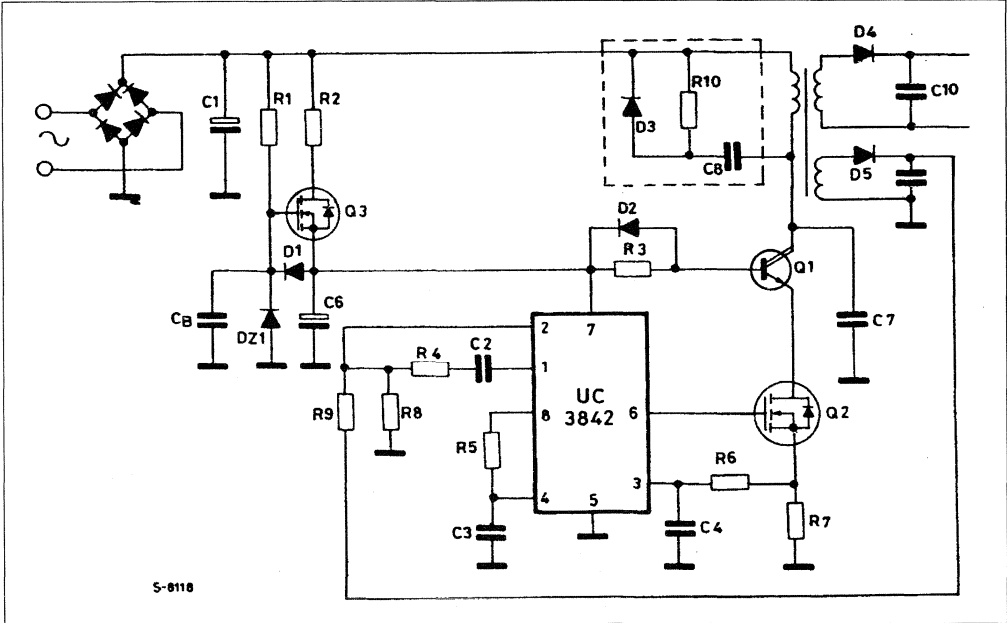 D4
C1
R1
R2
R10
C10
D3
C8
D5
Q3
D2
R3
Q1
D1
C6
CB
DZ1
C7
2
7
R4
C2
1
UC
3842
R9
R8
8
6
Q2
R5
R6
3
4
5
C3
C4
R7
S-8118